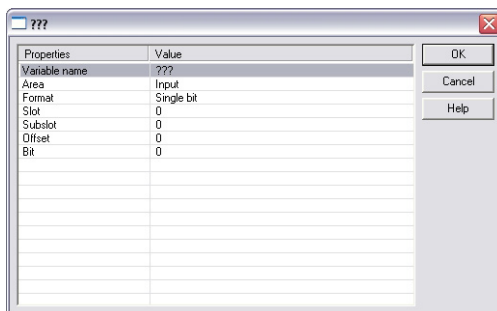 ???
Properties Value
Variable name ???
Area Input
Format Single bit
Slot 0
Subslot 0
Offset 0
Bit 0
OK
Cancel
Help